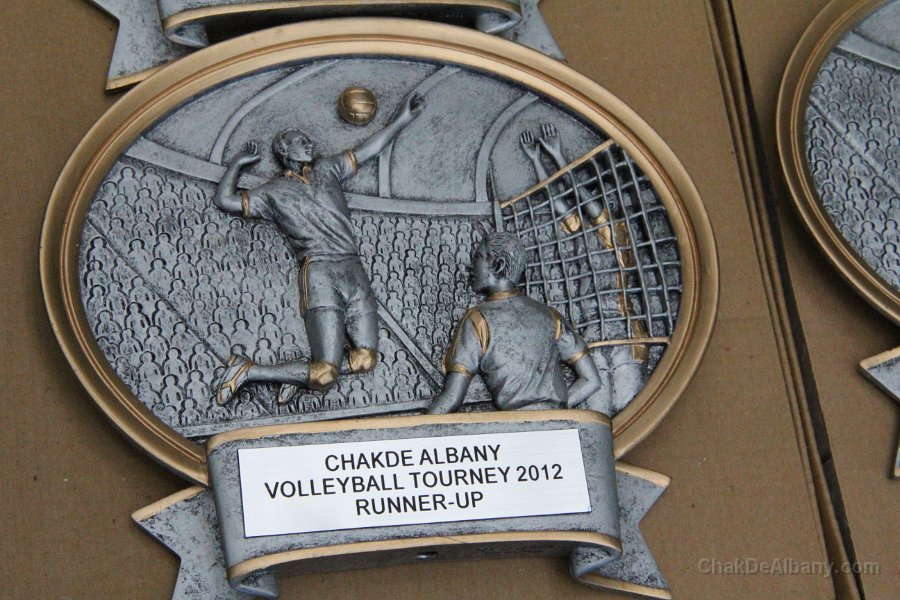 CHAKDE ALBANY
VOLLEYBALL TOURNEY 2012
RUNNER-UP
ChakDeAlbany.com